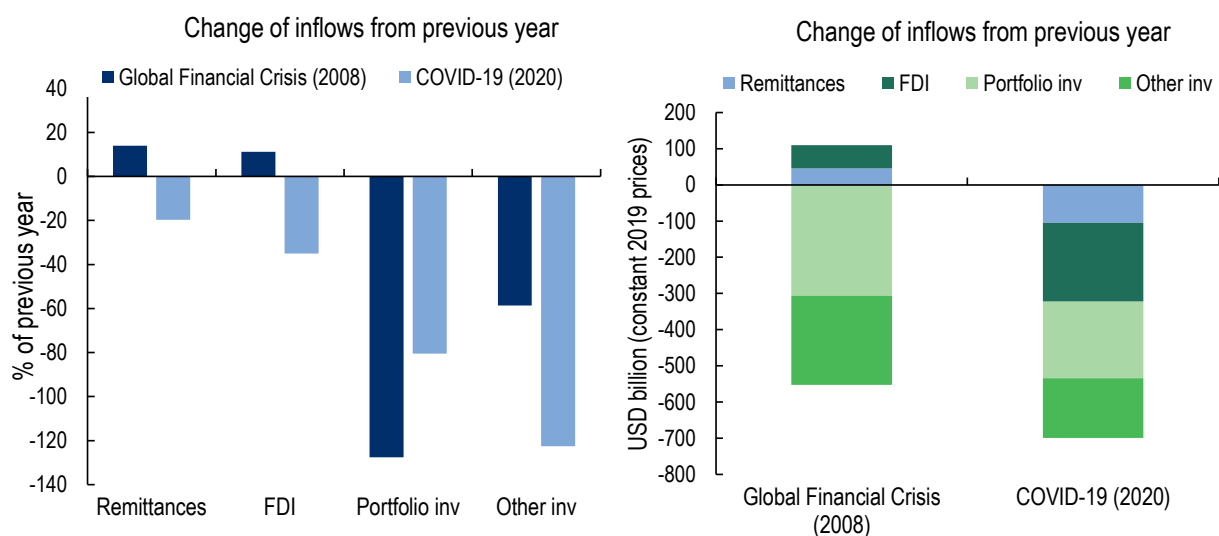 Change of inflows from previous year
Global Financial Crisis (2008) COVID-19 (2020)
% of previous year
40
20
0
-20
-40
-60
-80
-100
-120
-140
Remittances FDI Portfolio inv Other inv
Change of inflows from previous year
Remittances FDI Portfolio inv Other inv
USD billion (constant 2019 prices)
200
100
0
-100
-200
-300
-400
-500
-600
-700
-800
Global Financial Crisis
(2008)
COVID-19 (2020)